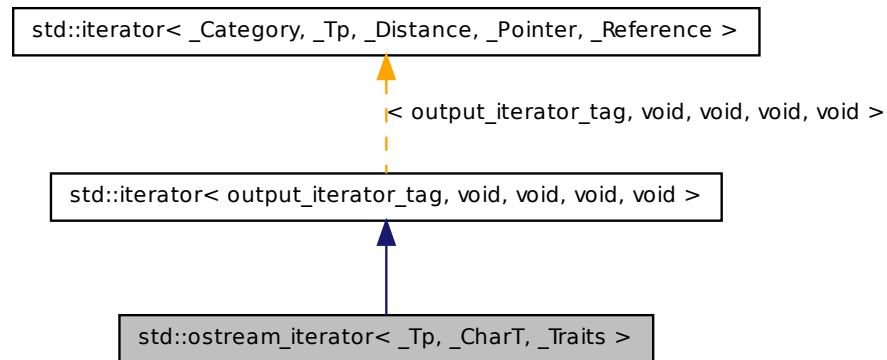 std::iterator< _Category, _Tp, _Distance, _Pointer, _Reference >
< output_iterator_tag, void, void, void, void >
std::iterator< output_iterator_tag, void, void, void, void >
std::ostream_iterator< _Tp, _CharT, _Traits >